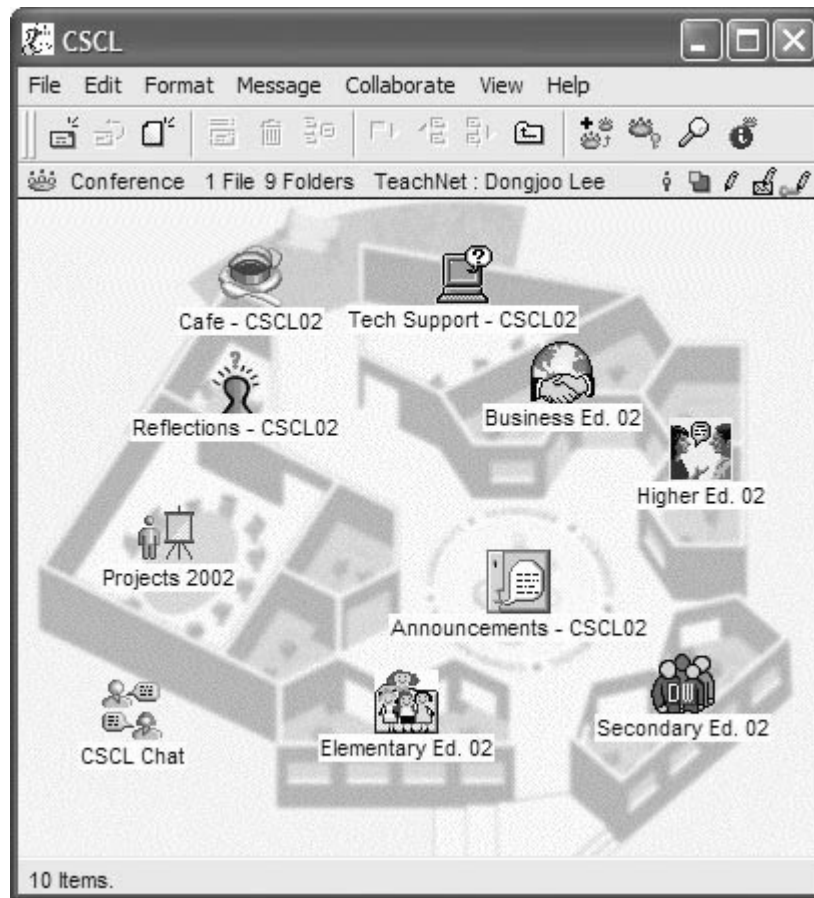 CSCL
File Edit Format Message Collaborate View Help
Conference 1 File 9 Folders TeachNet : Dongjoo Lee
Cafe - CSCL02
Tech Support - CSCL02
Reflections - CSCL02
Business Ed. 02
Higher Ed. 02
Projects 2002
Announcements - CSCL02
Secondary Ed. 02
Elementary Ed. 02
CSCL Chat
10 Items.